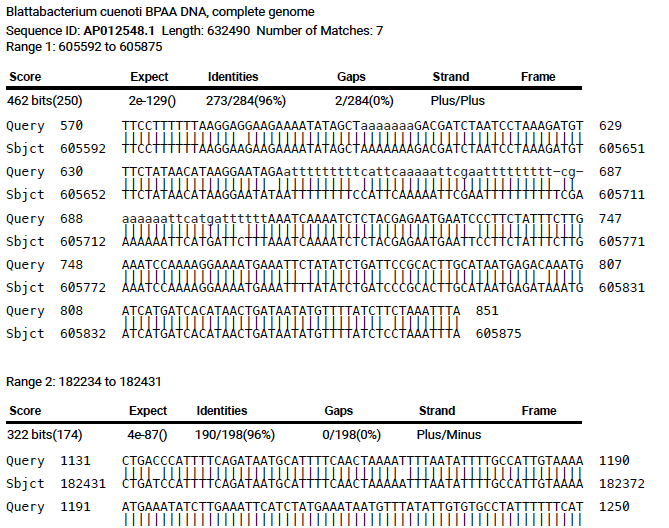 Blattabacterium cuenoti BPAA DNA, complete genome
Sequence ID: AP012548.1 Length: 632490 Number of Matches: 7
Range 1: 605592 to 605875
Score Expect Identities Gaps Strand Frame
462 bits(250) 2e-129() 273/284(96%) 2/284(0%) Plus/Plus
Query 570 TTCCTTTTTTAAGGAGGAAGAAAATATAGCTaaaaaaaGACGATCTAATCCTAAAGATGT 629
Sbjct 605592 TTCCTTTTTTAAGGAAGAAGAAAATATAGCTAAAAAAAGACGATCTAATCCTAAAGATGT 605651
Query 630 TTCTATAACATAAGGAATAGAatttttttttcattcaaaaattcgaatttttttttt-cg- 687
Sbjct 605652 TTCTATAACATAAGGAATATAATTTTTTTTCCATTCAAAAATTCGAATTTTTTTTTTCGA 605711
Query 688 aaaaaattcatgattttttTAAATCAAAATCTCTACGAGAATGAATCCCTTCTATTTCTTG 747
Sbjct 605712 AAAAAATTCATGATTCTTTAAATCAAAATCTCTACGAGAATGAATTCCTTCTATTTCTTG 605771
Query 748 AAATCCAAAAGGAAAATGAAATTCTATATCTGATTCCGCACTTGCATAATGAGACAAATG 807
Sbjct 605772 AAATCCAAAAGGAAAATGAAATTTTATATCTGATCCCGCACTTGCATAATGAGATAAATG 605831
Query 808 ATCATGATCACATAACTGATAATATGTTTTATCTTCTAAATTTA 851
Sbjct 605832 ATCATGATCACATAACTGATAATATGTTTTATCTCCTAAATTTA 605875
Range 2: 182234 to 182431
Score Expect Identities Gaps Strand Frame
322 bits(174) 4e-87() 190/198(96%) 0/198(0%) Plus/Minus
Query 1131 CTGACCCATTTTCAGATAATGCATTTTCAACTAAAATTTTAATATTTTGCCATTGTAAAA 1190
Sbjct 182431 CTGATCCATTTTCAGATAATGCATTTTCAACTAAAAATTTAATATTTTGCCATTGTAAAA 182372
Query 1191 ATGAAATATCTTGAAATTCATCTATGAAATAATGTTTATATTGTGTGCCTATTTTTTCAT 1250